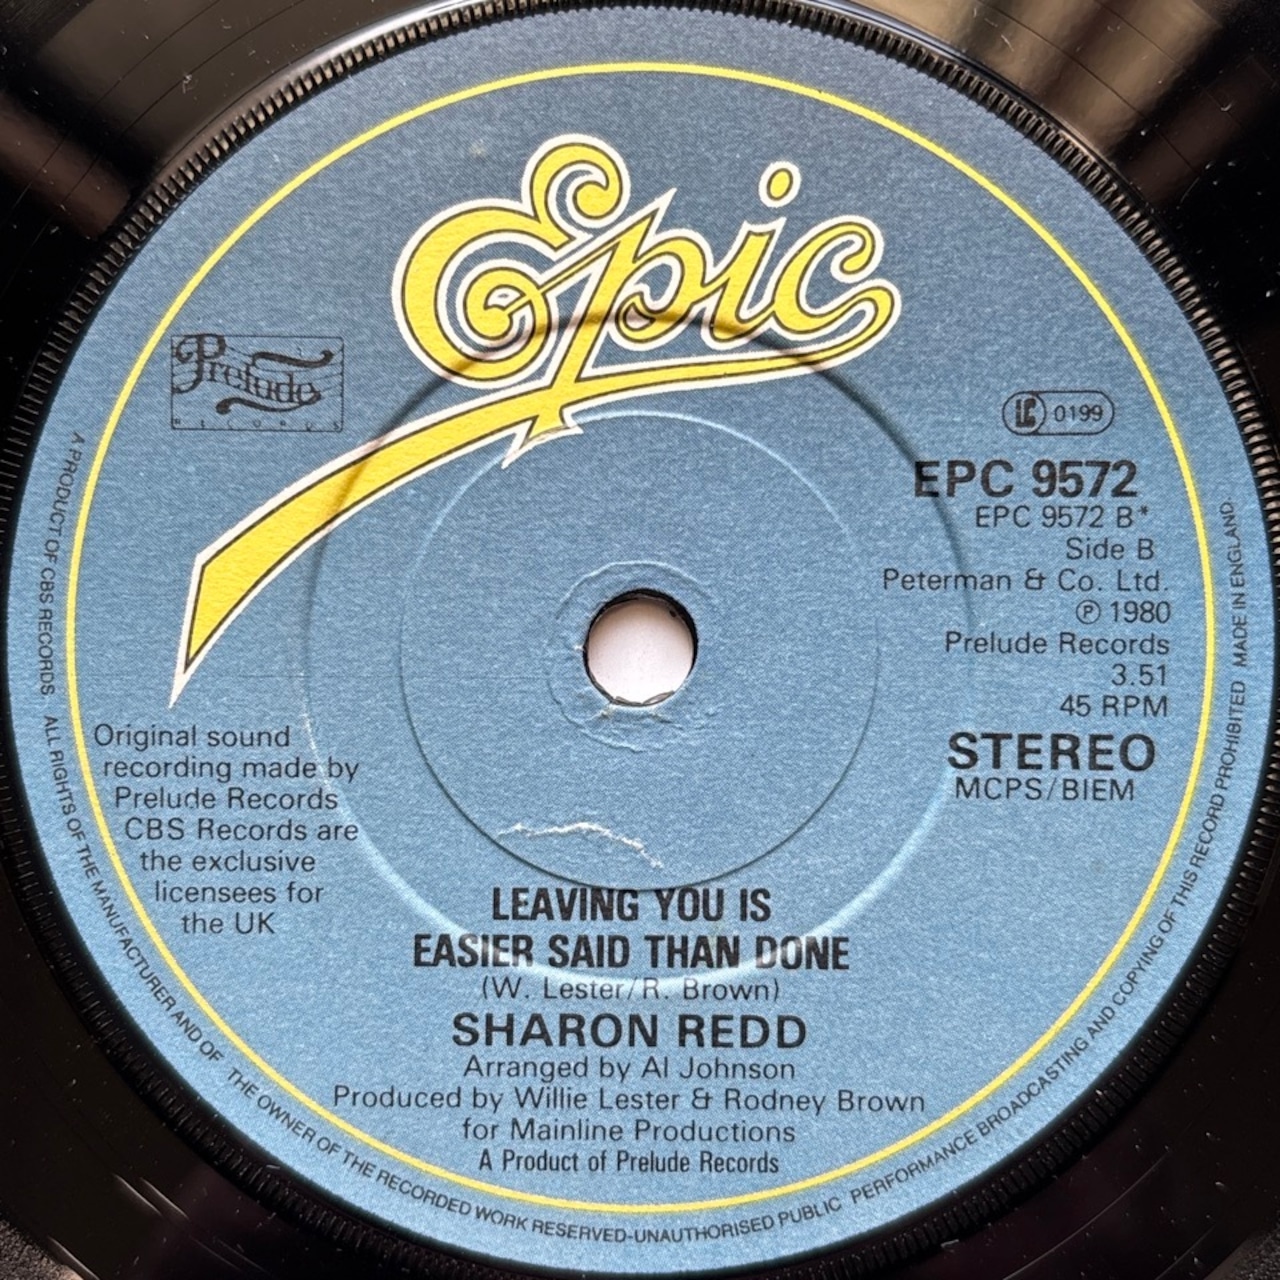 Epic
Prelude
RECORDS
LC 0199
EPC 9572
EPC 9572 B*
Side B
Peterman & Co. Ltd.
℗ 1980
Prelude Records
3.51
45 RPM
STEREO
MCPS/BIEM
Original sound
recording made by
Prelude Records
CBS Records are
the exclusive
licensees for
the UK
LEAVING YOU IS
EASIER SAID THAN DONE
(W. Lester/R. Brown)
SHARON REDD
Arranged by Al Johnson
Produced by Willie Lester & Rodney Brown
for Mainline Productions
A Product of Prelude Records
A PRODUCT OF CBS RECORDS. ALL RIGHTS OF THE MANUFACTURER AND OF THE OWNER OF THE RECORDED WORK RESERVED-UNAUTHORISED PUBLIC PERFORMANCE BROADCASTING AND COPYING OF THIS RECORD PROHIBITED MADE IN ENGLAND.